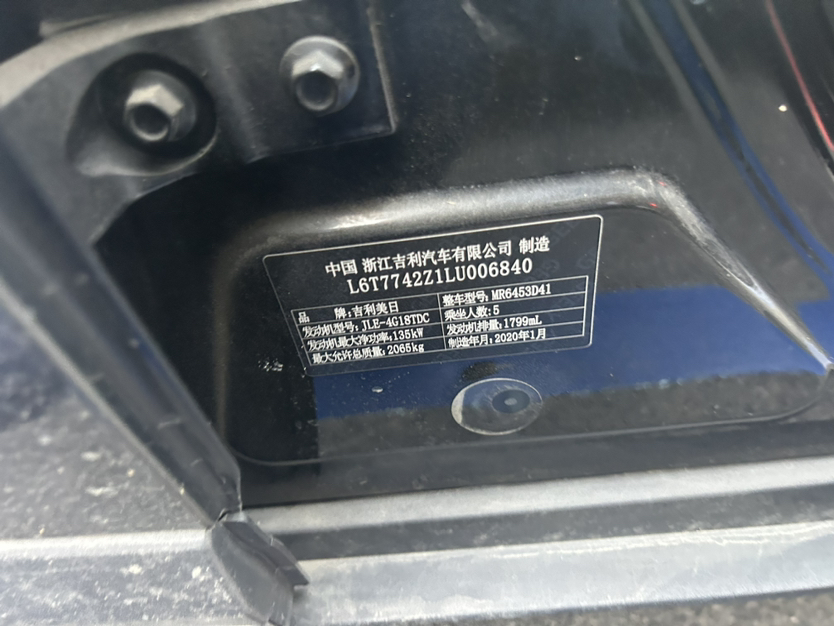 中国 浙江吉利汽车有限公司 制造
L6T7742Z1LU006840
品 牌:吉利美日 整车型号:MR6453D41
发动机型号:JLE-4G18TDC 乘坐人数:5
发动机最大净功率:135kW 发动机排量:1799mL
最大允许总质量:2065kg 制造年月:2020年1月